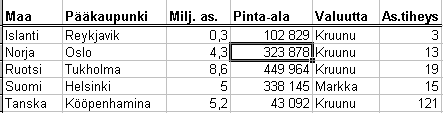 Maa Pääkaupunki Milj. as. Pinta-ala Valuutta As.tiheys
Islanti Reykjavik 0,3 102 829 Kruunu 3
Norja Oslo 4,3 323 878 Kruunu 13
Ruotsi Tukholma 8,6 449 964 Kruunu 19
Suomi Helsinki 5 338 145 Markka 15
Tanska Kööpenhamina 5,2 43 092 Kruunu 121